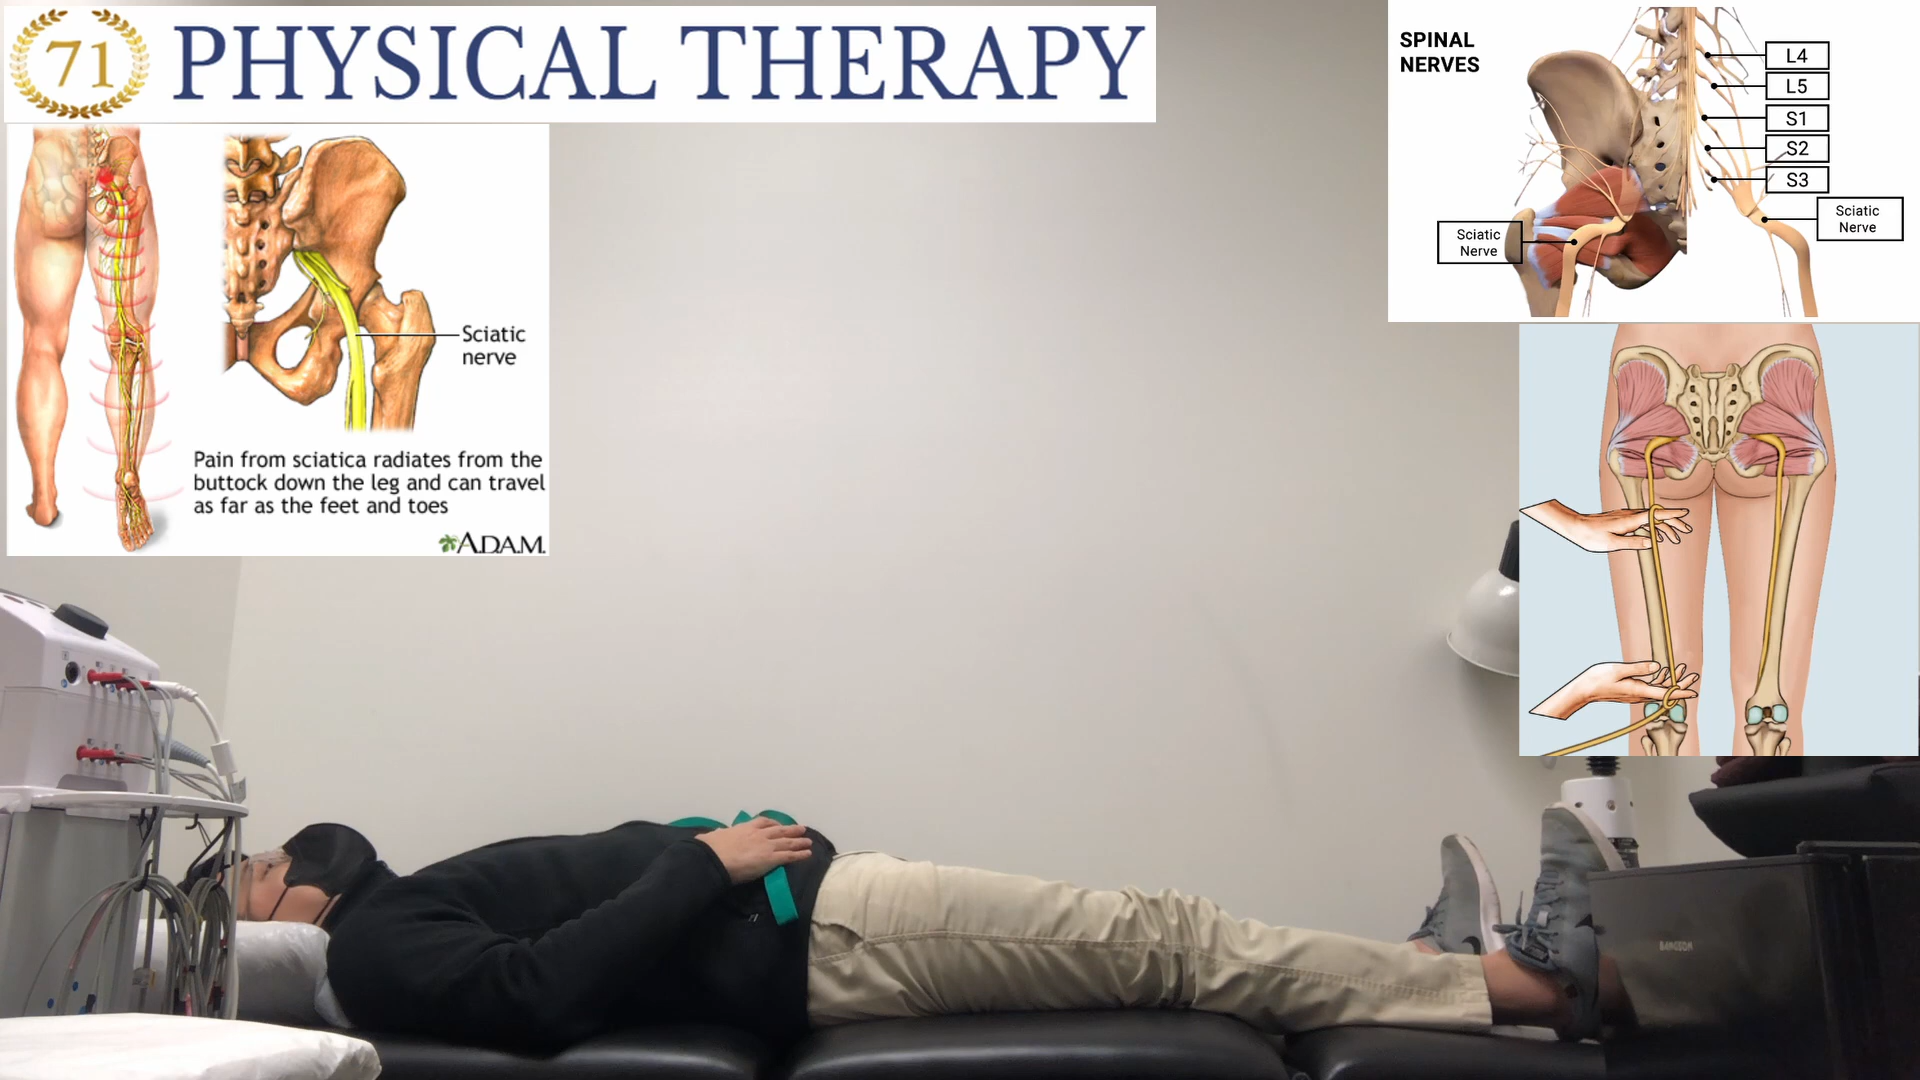 71 PHYSICAL THERAPY
Sciatic
nerve
Pain from sciatica radiates from the
buttock down the leg and can travel
as far as the feet and toes
A.D.A.M.
SPINAL
NERVES
L4
L5
S1
S2
S3
Sciatic
Nerve
Sciatic
Nerve